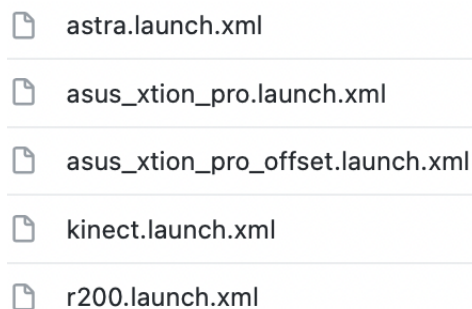 astra.launch.xml
asus_xtion_pro.launch.xml
asus_xtion_pro_offset.launch.xml
kinect.launch.xml
r200.launch.xml